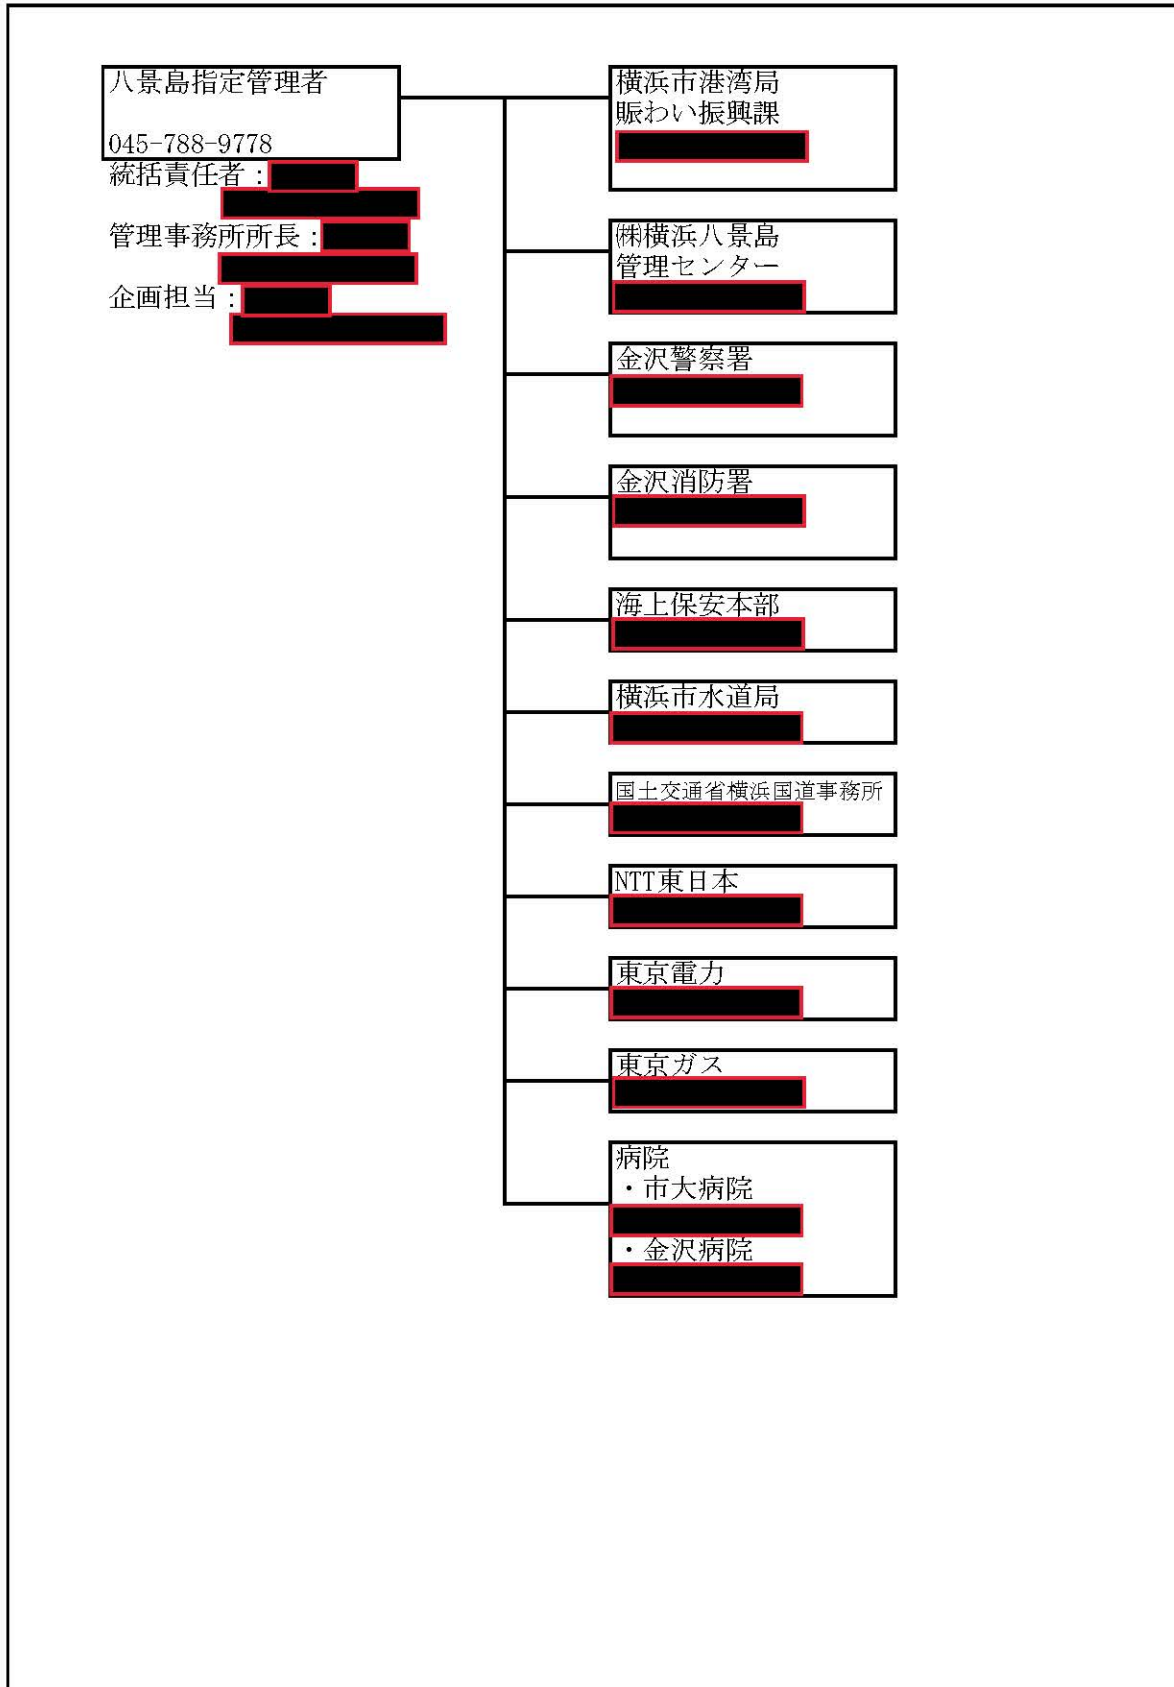 八景島指定管理者
045-788-9778
統括責任者：
管理事務所所長：
企画担当：
横浜市港湾局
賑わい振興課
㈱横浜八景島
管理センター
金沢警察署
金沢消防署
海上保安本部
横浜市水道局
国土交通省横浜国道事務所
NTT東日本
東京電力
東京ガス
病院
・市大病院
・金沢病院